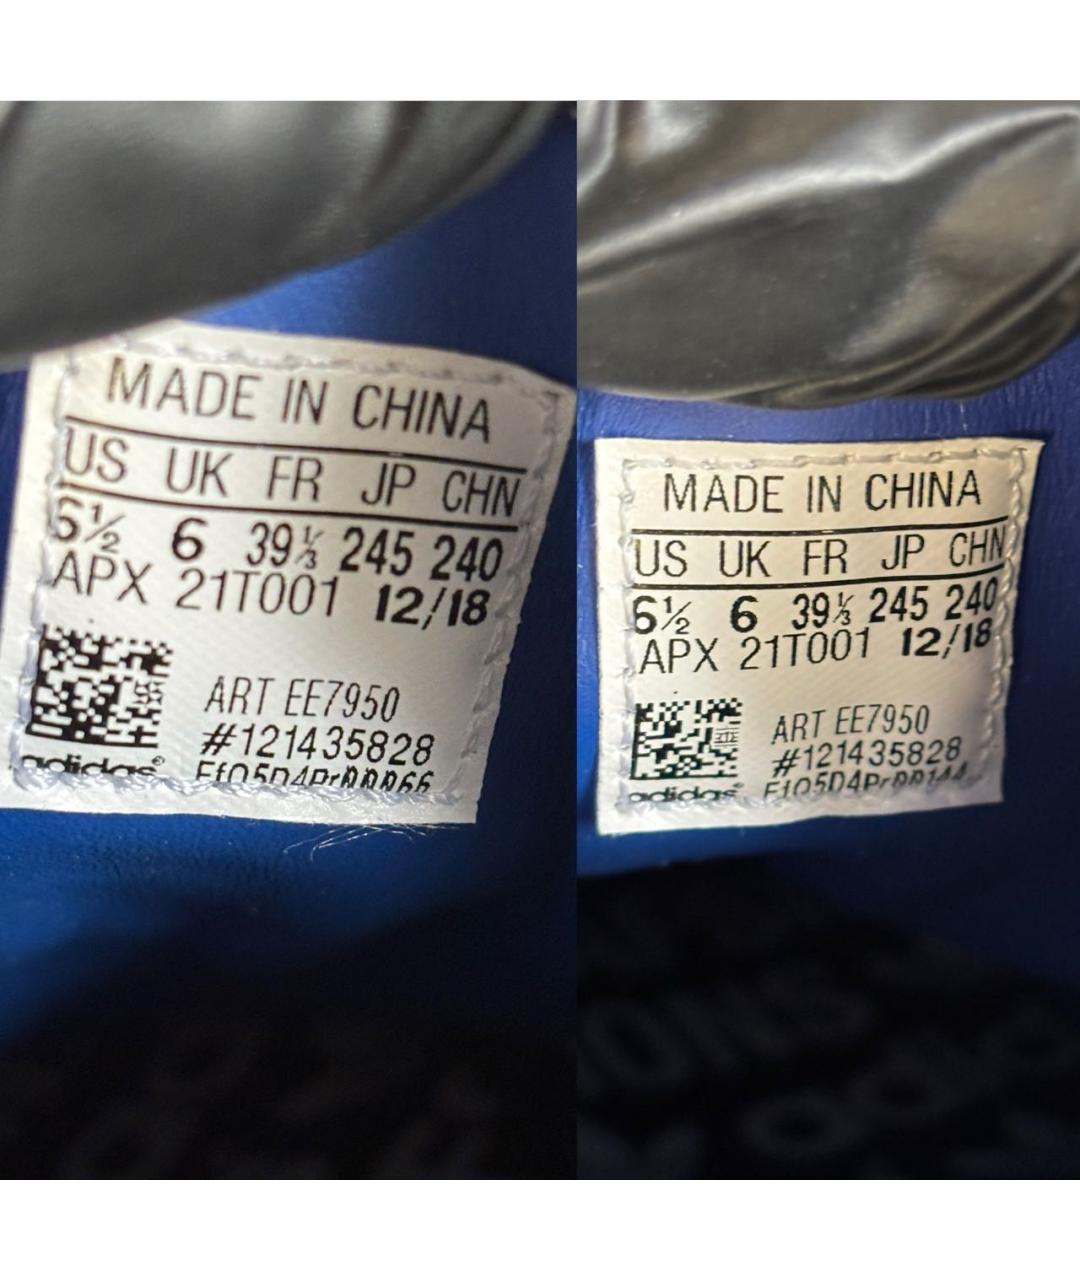 MADE IN CHINA
US UK FR JP CHN
6½ 6 39⅓ 245 240
APX 21T001 12/18
ART EE7950
#121435828
adidas®
MADE IN CHINA
US UK FR JP CHN
6½ 6 39⅓ 245 240
APX 21T001 12/18
ART EE7950
#121435828
adidas®